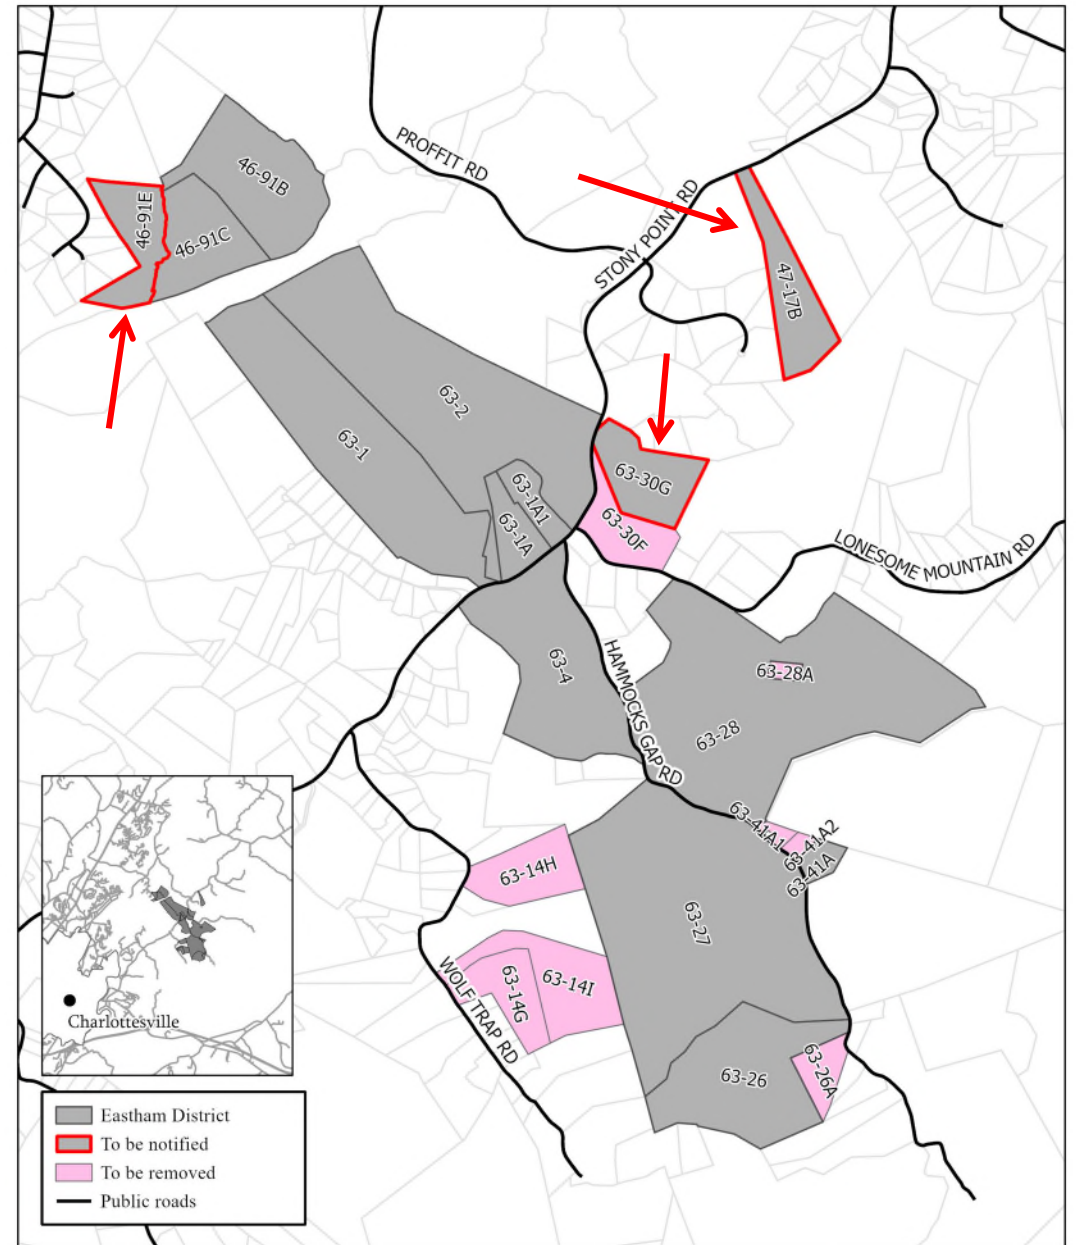 PROFFIT RD
46-91B
46-91E
46-91C
STONY POINT RD
47-17B
63-2
63-1
63-1A1
63-1A
63-30G
63-30F
LONESOME MOUNTAIN RD
63-4
HAMMOCKS GAP RD
63-28A
63-28
63-41A1
63-41A2
63-41A
63-14H
63-27
63-14I
63-14G
WOLF TRAP RD
63-26
63-26A
Charlottesville
Eastham District
To be notified
To be removed
Public roads